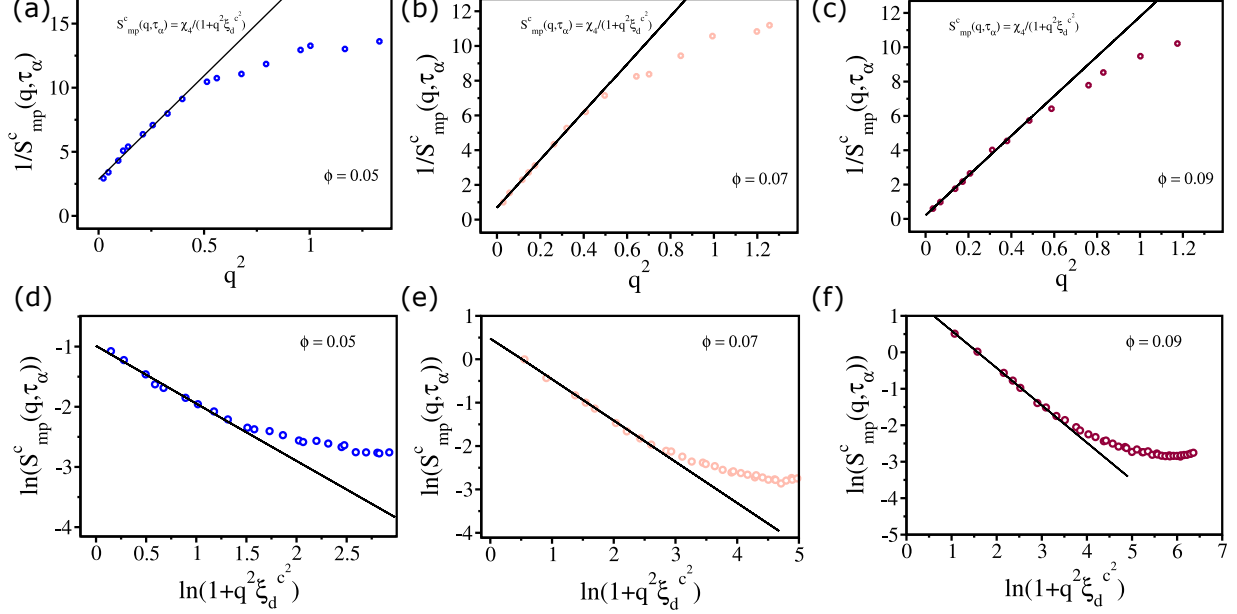 (a)
S^c_mp(q,τ_α) = χ_4/(1+q^2ξ_d^c^2)
15
10
5
0
1/S^c_mp(q,τ_α)
ϕ = 0.05
0
0.5
1
q^2
(b)
S^c_mp(q,τ_α) = χ_4/(1+q^2ξ_d^c^2)
12
10
8
6
4
2
0
1/S^c_mp(q,τ_α)
ϕ = 0.07
0
0.2
0.4
0.6
0.8
1
1.2
q^2
(c)
S^c_mp(q,τ_α) = χ_4/(1+q^2ξ_d^c^2)
12
10
8
6
4
2
0
1/S^c_mp(q,τ_α)
ϕ = 0.09
0
0.2
0.4
0.6
0.8
1
1.2
q^2
(d)
ϕ = 0.05
-1
-2
-3
-4
ln(S^c_mp(q,τ_α))
0
0.5
1
1.5
2
2.5
ln(1+q^2ξ_d^c^2)
(e)
ϕ = 0.07
1
0
-1
-2
-3
-4
ln(S^c_mp(q,τ_α))
0
1
2
3
4
5
ln(1+q^2ξ_d^c^2)
(f)
ϕ = 0.09
1
0
-1
-2
-3
-4
-5
ln(S^c_mp(q,τ_α))
0
1
2
3
4
5
6
7
ln(1+q^2ξ_d^c^2)